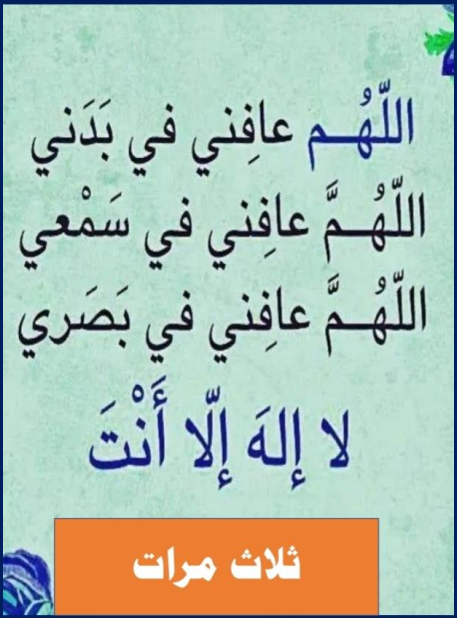 اللّهُـم عافِني في بَدَني
اللّهُـمَّ عافِني في سَمْعي
اللّهُـمَّ عافِني في بَصَري
لا إلهَ إلّا أَنْتَ
ثلاث مرات